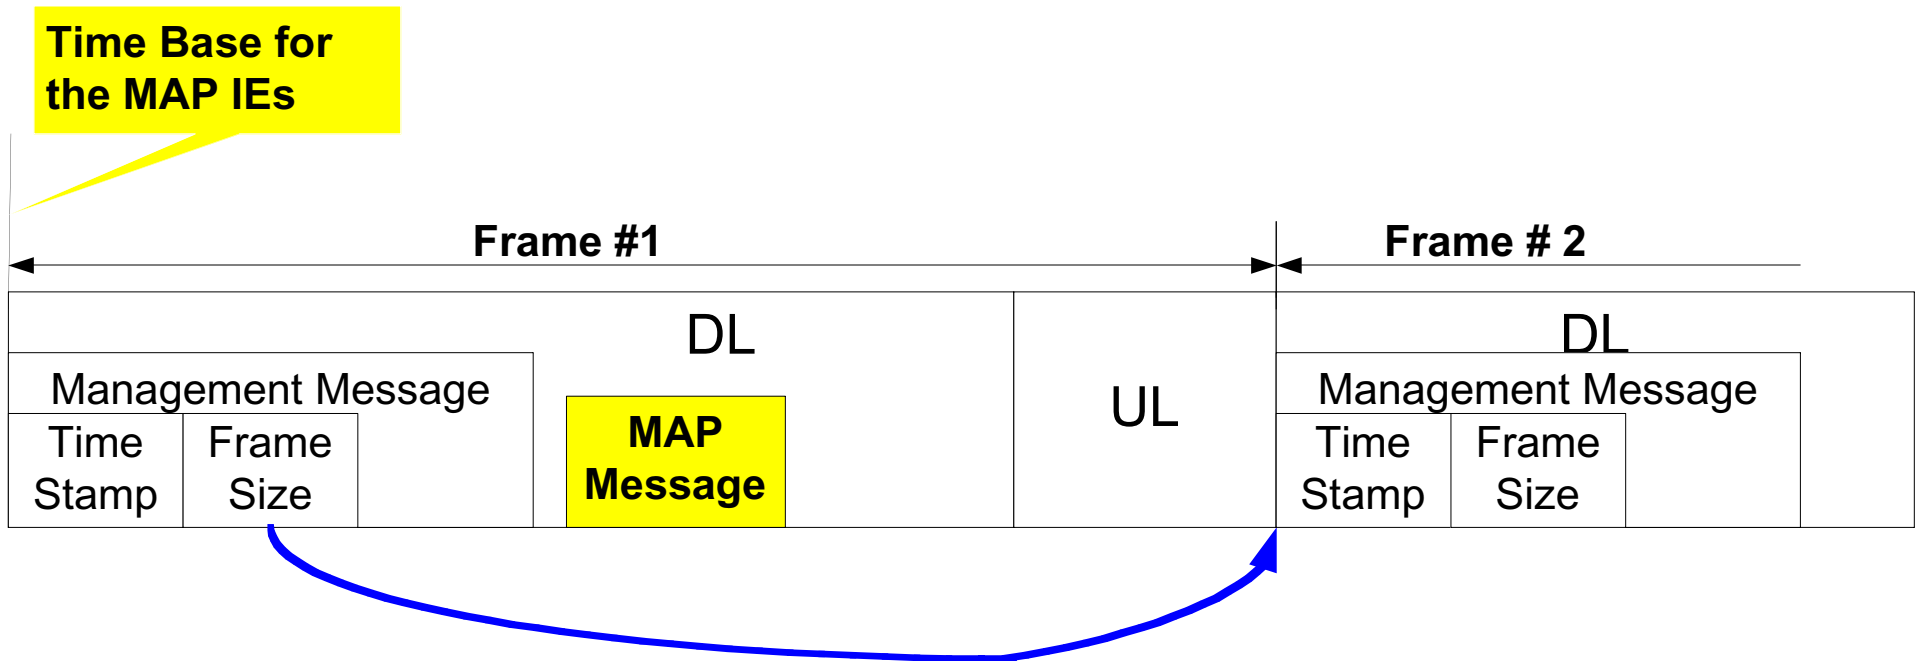 Time Base for
the MAP IEs
Frame #1
Frame # 2
DL
DL
Management Message
UL
Management Message
Time
Stamp
Frame
Size
MAP
Message
Time
Stamp
Frame
Size